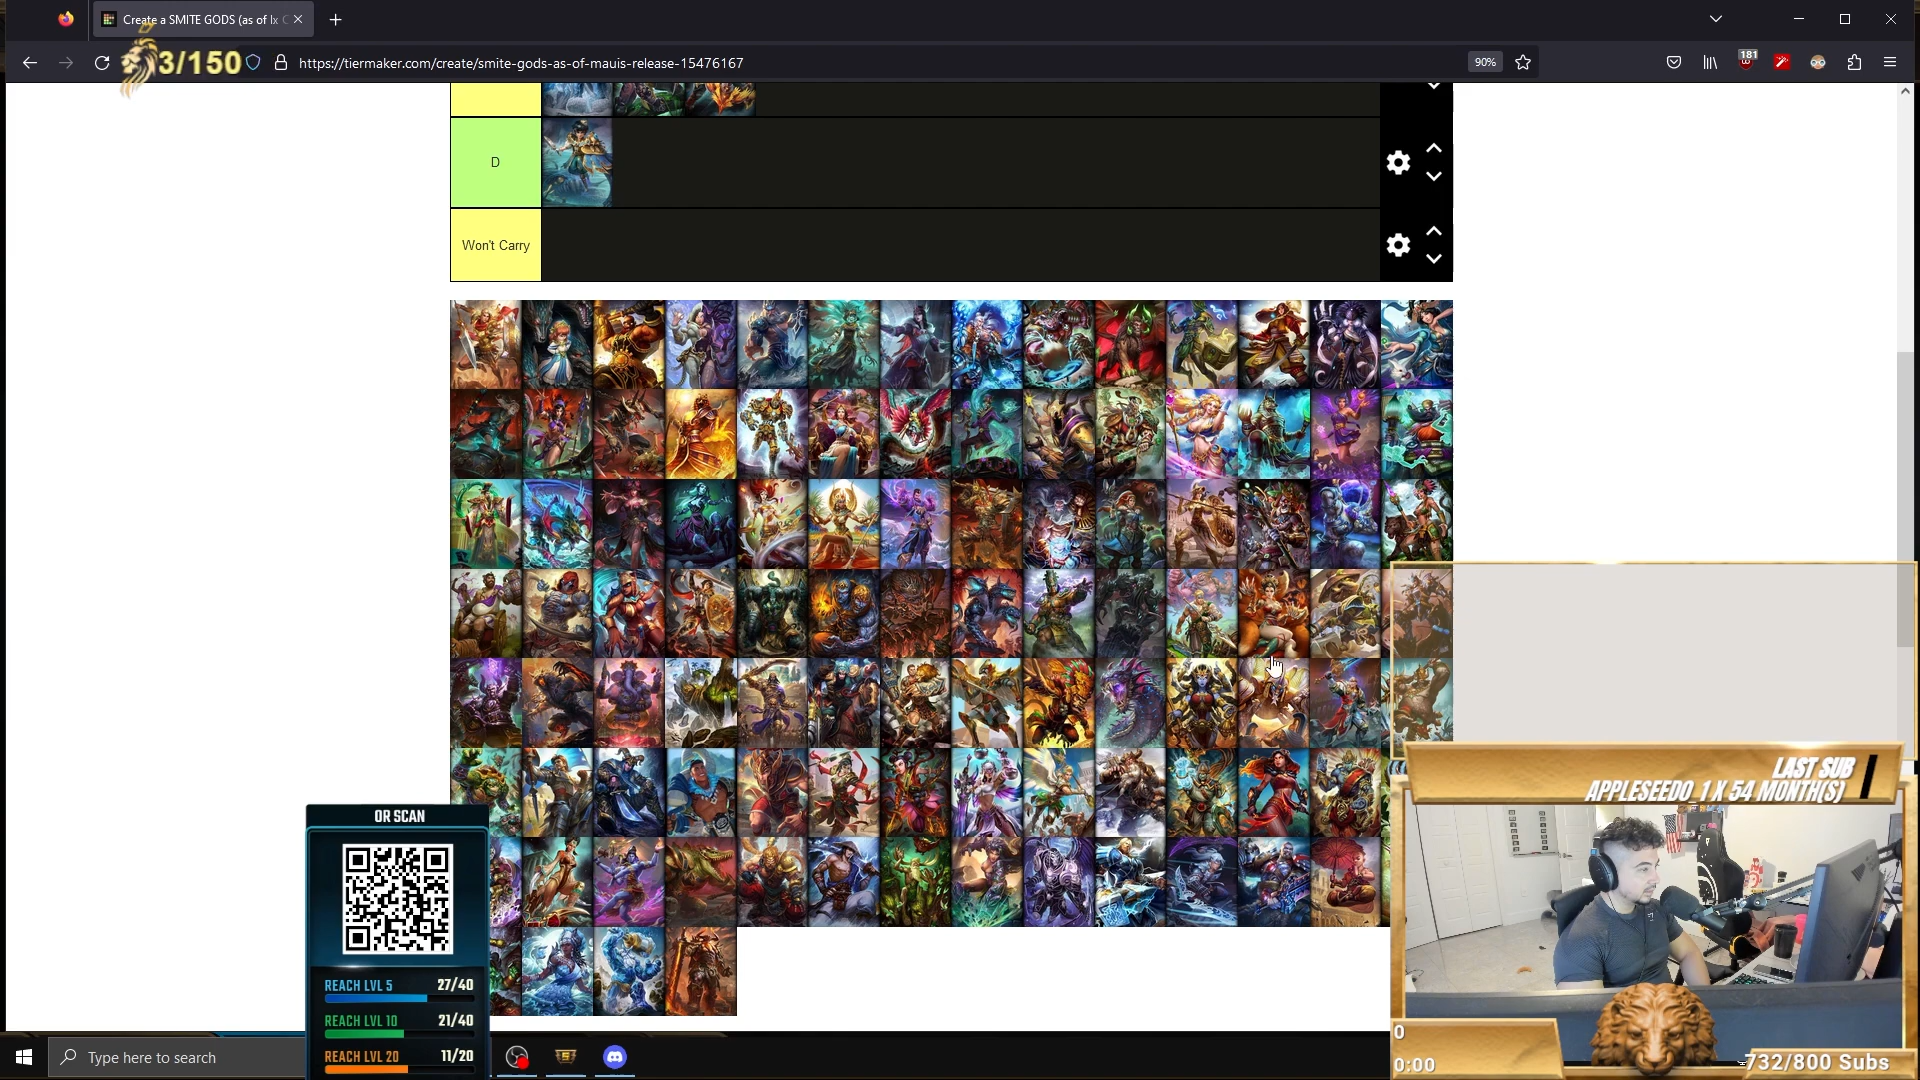 Create a SMITE GODS (as of Ix C
3/150
https://tiermaker.com/create/smite-gods-as-of-mauis-release-15476167
90%
181
D
Won't Carry
LAST SUB
APPLESEEDO_1 X 54 MONTH(S)
OR SCAN
REACH LVL 5 27/40
REACH LVL 10 21/40
REACH LVL 20 11/20
Type here to search
0
0:00
732/800 Subs